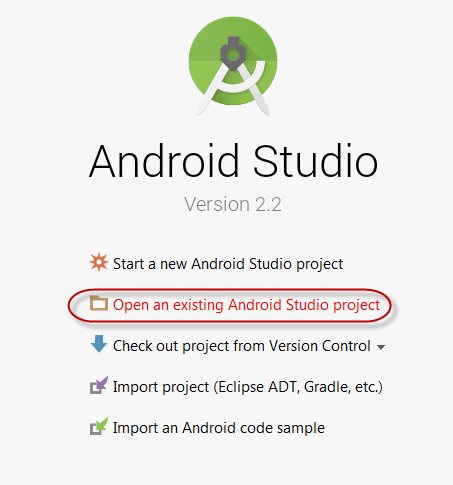 Android Studio
Version 2.2
Start a new Android Studio project
Open an existing Android Studio project
Check out project from Version Control
Import project (Eclipse ADT, Gradle, etc.)
Import an Android code sample